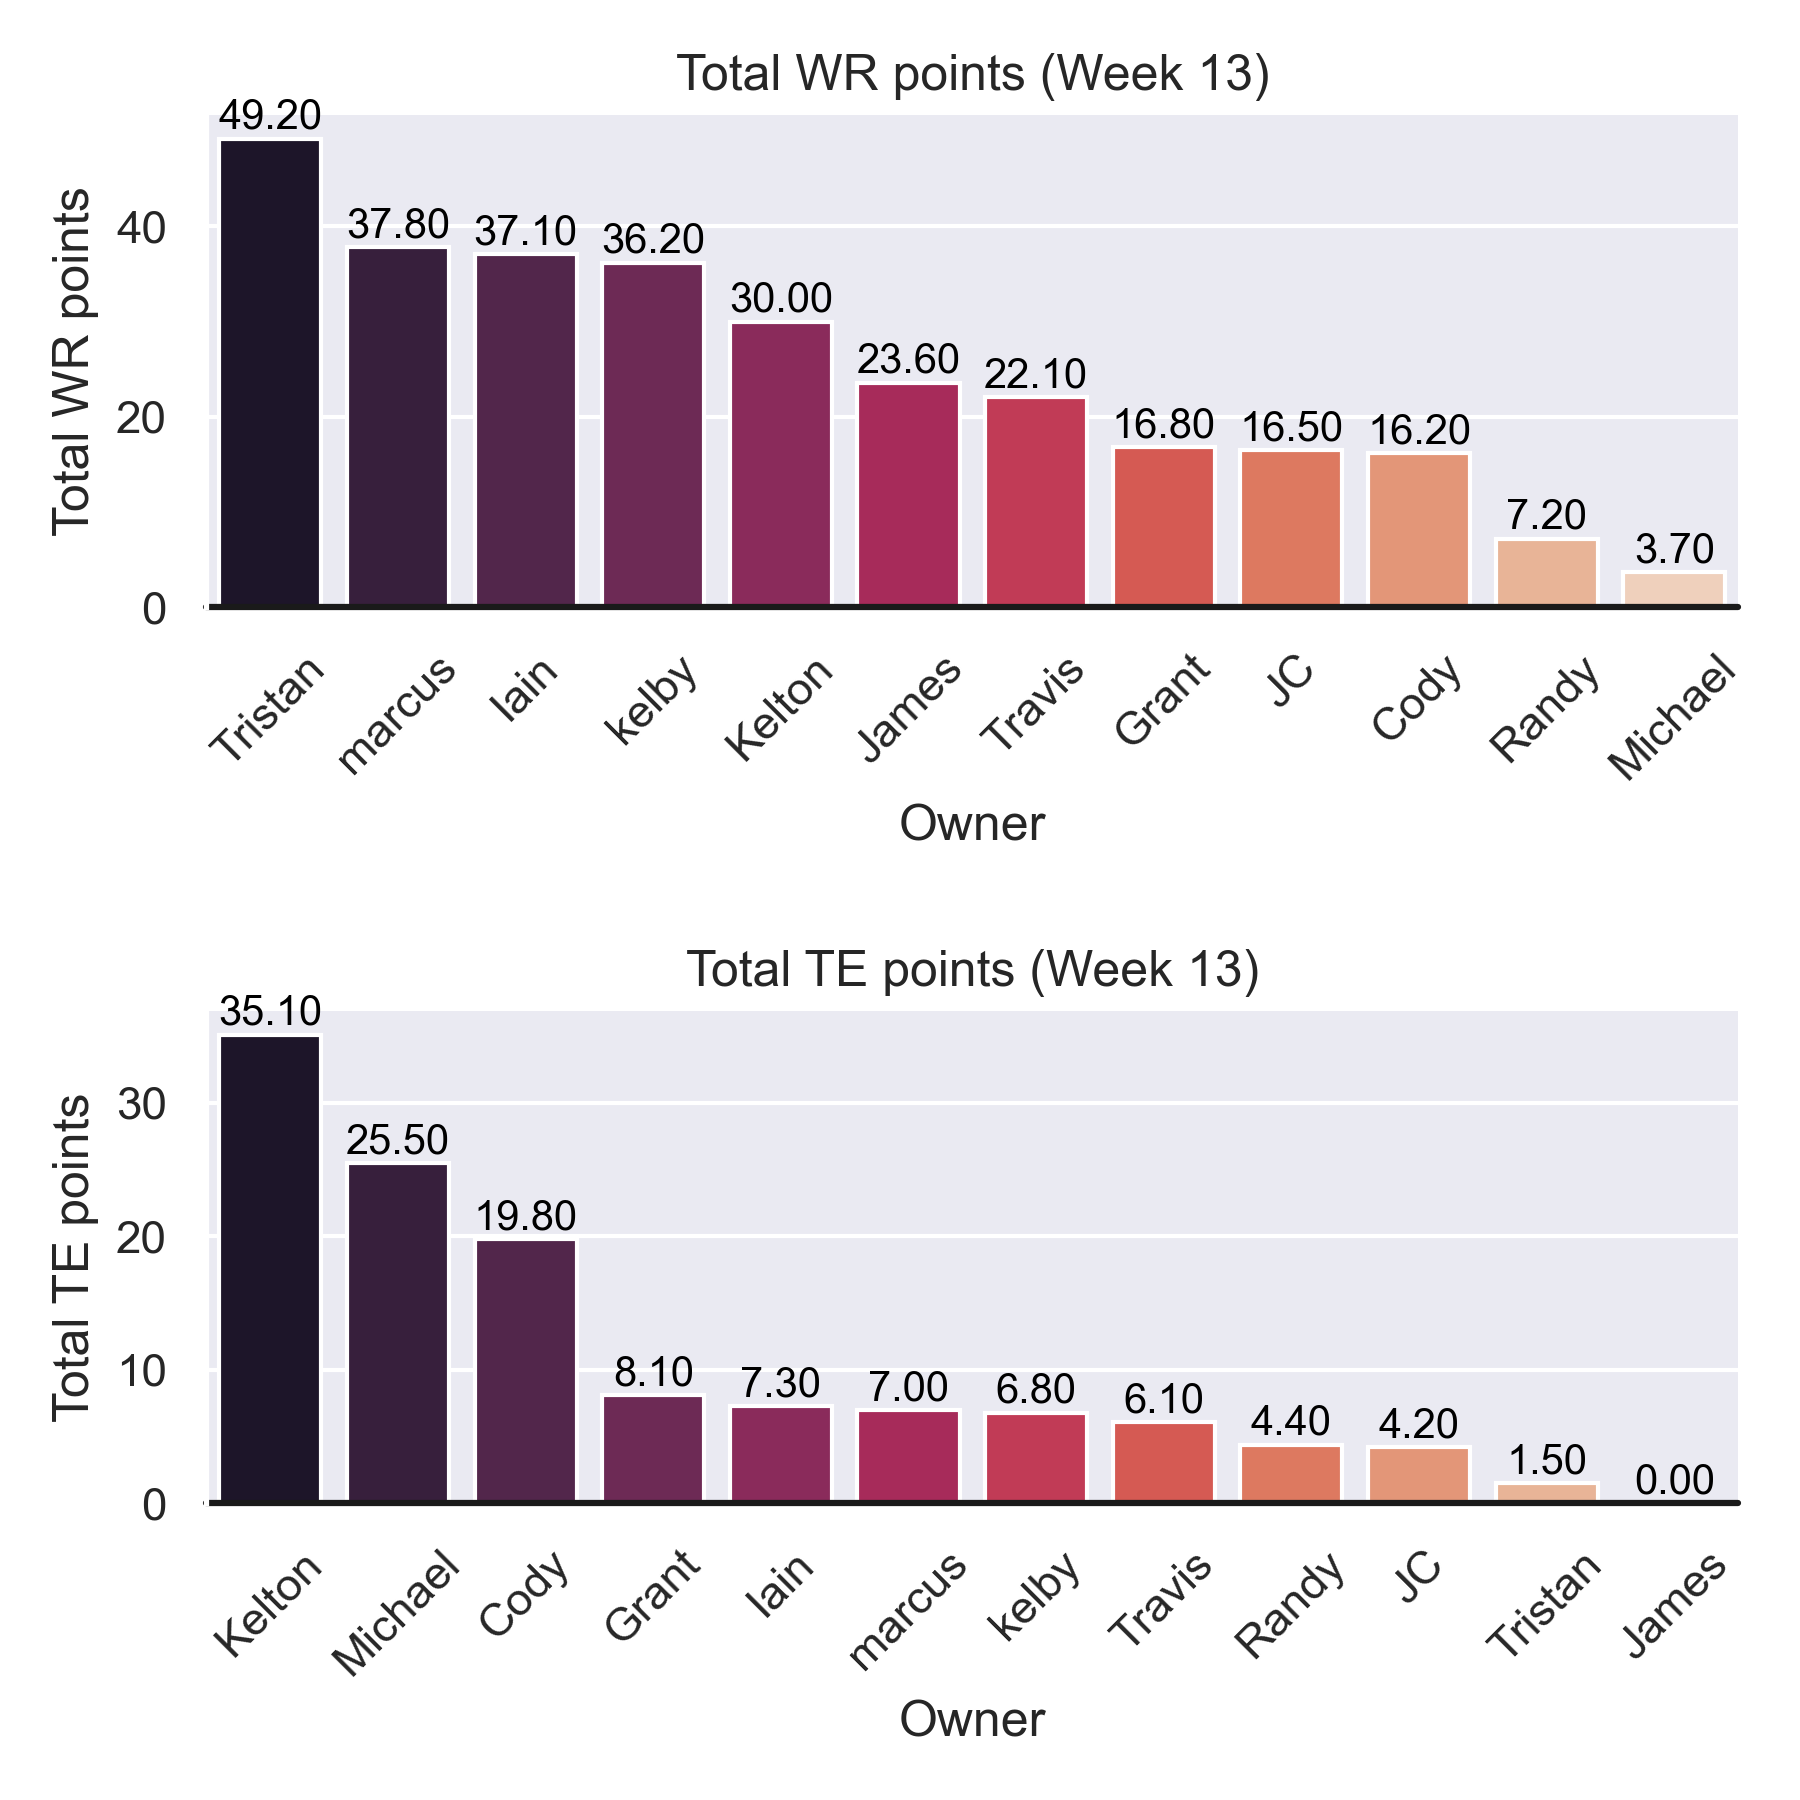 Total WR points (Week 13)
49.20
37.80 37.10 36.20
30.00
23.60 22.10
16.80 16.50 16.20
7.20
3.70
40
20
0
Total WR points
Tristan marcus Iain kelby Kelton James Travis Grant JC Cody Randy Michael
Owner
Total TE points (Week 13)
35.10
25.50
19.80
8.10 7.30 7.00 6.80 6.10
4.40 4.20
1.50 0.00
30
20
10
0
Total TE points
Kelton Michael Cody Grant Iain marcus kelby Travis Randy JC Tristan James
Owner